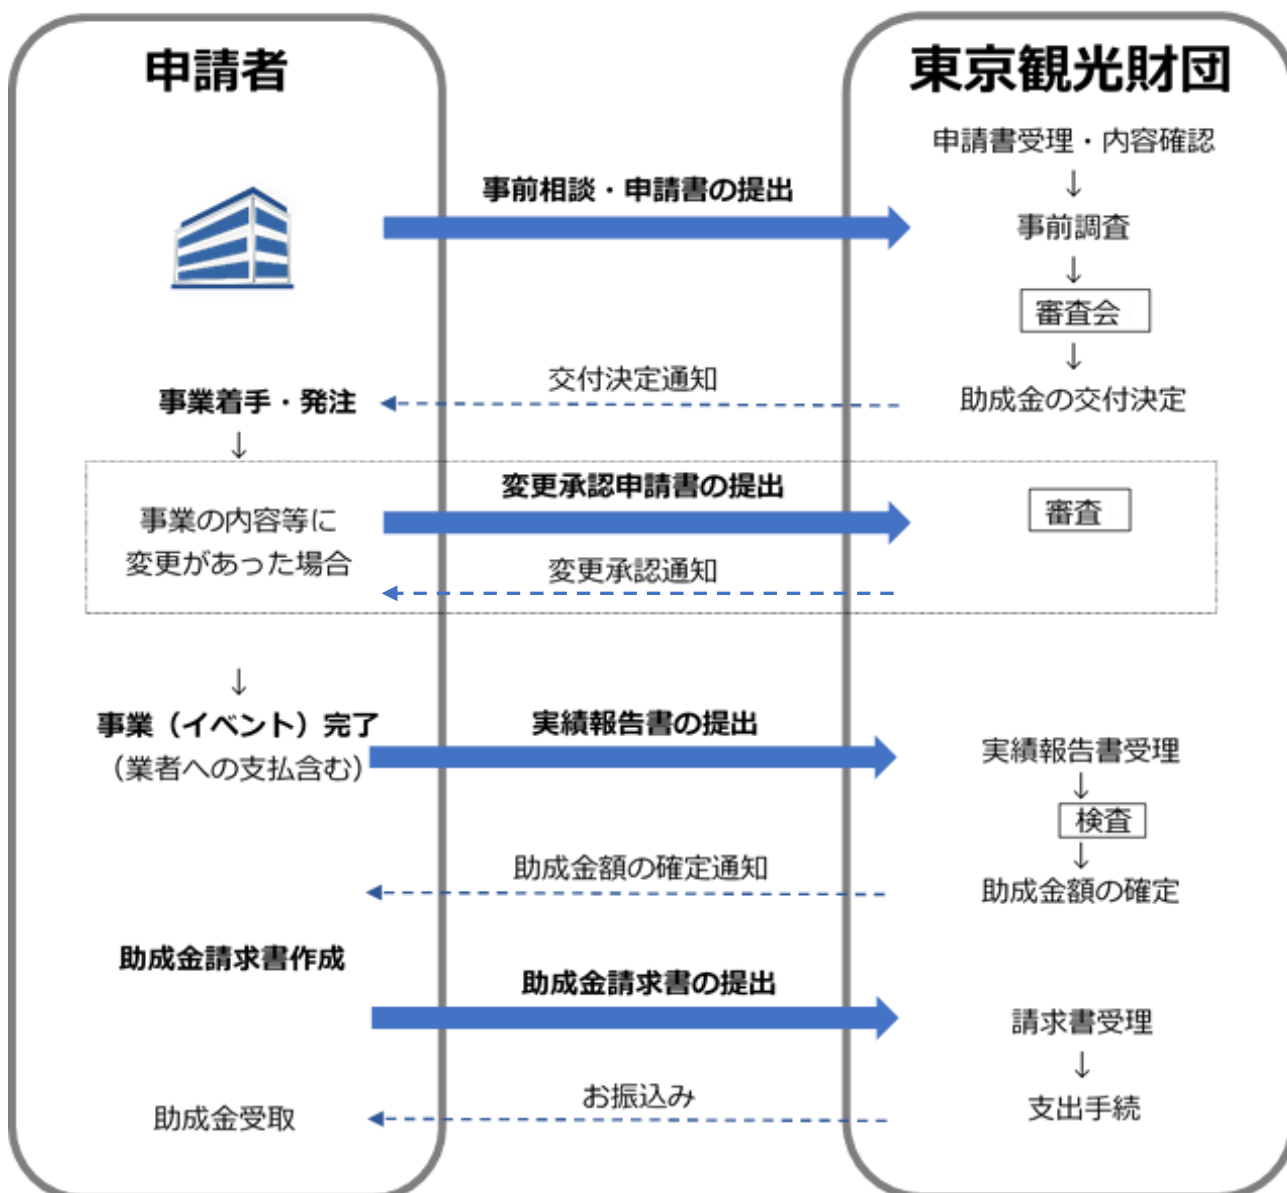 申請者
東京観光財団
申請書受理・内容確認
↓
事前相談・申請書の提出
事前調査
↓
審査会
↓
交付決定通知
事業着手・発注
助成金の交付決定
↓
変更承認申請書の提出
審査
事業の内容等に
変更があった場合
変更承認通知
↓
事業（イベント）完了
（業者への支払含む）
実績報告書の提出
実績報告書受理
↓
検査
↓
助成金額の確定通知
助成金額の確定
助成金請求書作成
助成金請求書の提出
請求書受理
↓
お振込み
支出手続
助成金受取